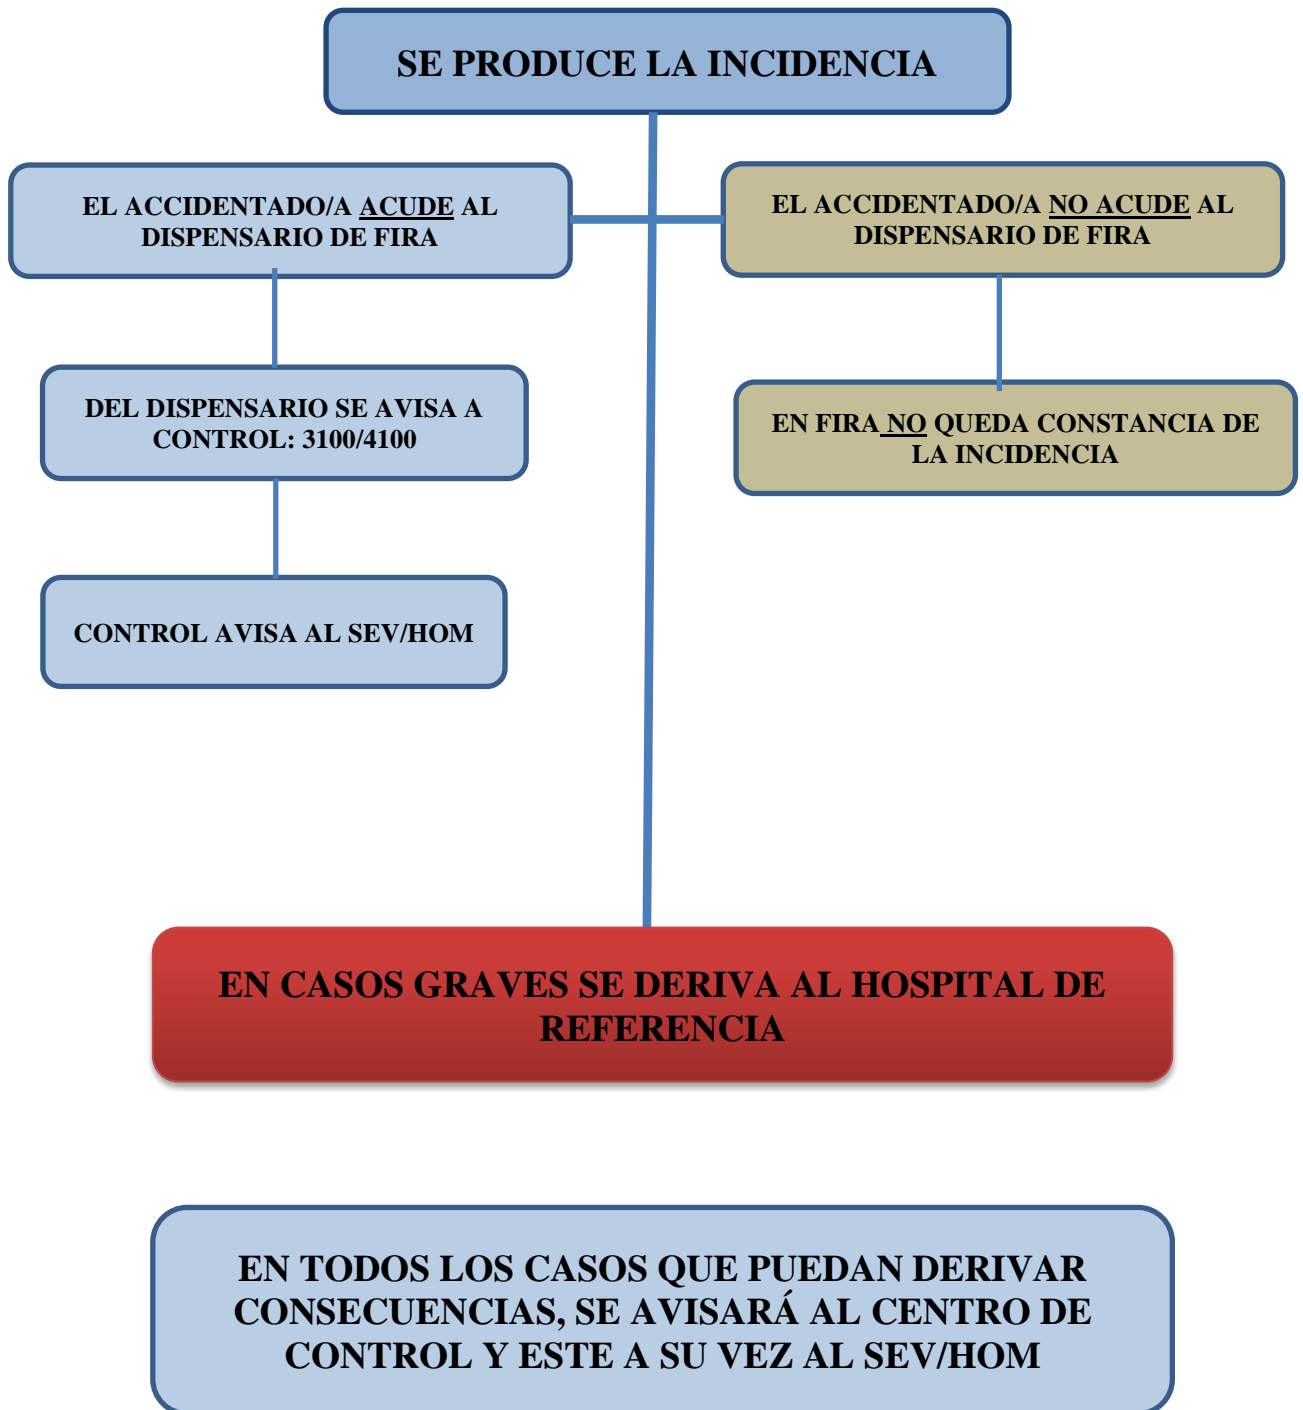 SE PRODUCE LA INCIDENCIA
EL ACCIDENTADO/A ACUDE AL
DISPENSARIO DE FIRA
EL ACCIDENTADO/A NO ACUDE AL
DISPENSARIO DE FIRA
DEL DISPENSARIO SE AVISA A
CONTROL: 3100/4100
EN FIRA NO QUEDA CONSTANCIA DE
LA INCIDENCIA
CONTROL AVISA AL SEV/HOM
EN CASOS GRAVES SE DERIVA AL HOSPITAL DE
REFERENCIA
EN TODOS LOS CASOS QUE PUEDAN DERIVAR
CONSECUENCIAS, SE AVISARÁ AL CENTRO DE
CONTROL Y ESTE A SU VEZ AL SEV/HOM